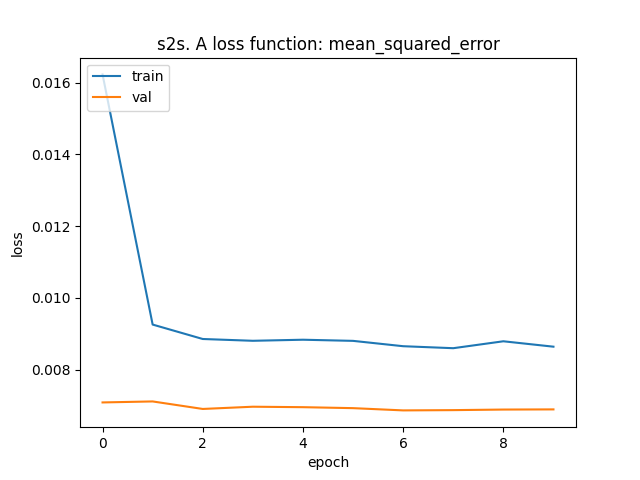 s2s. A loss function: mean_squared_error
train
val
0.016
0.014
0.012
0.010
0.008
loss
0 2 4 6 8
epoch